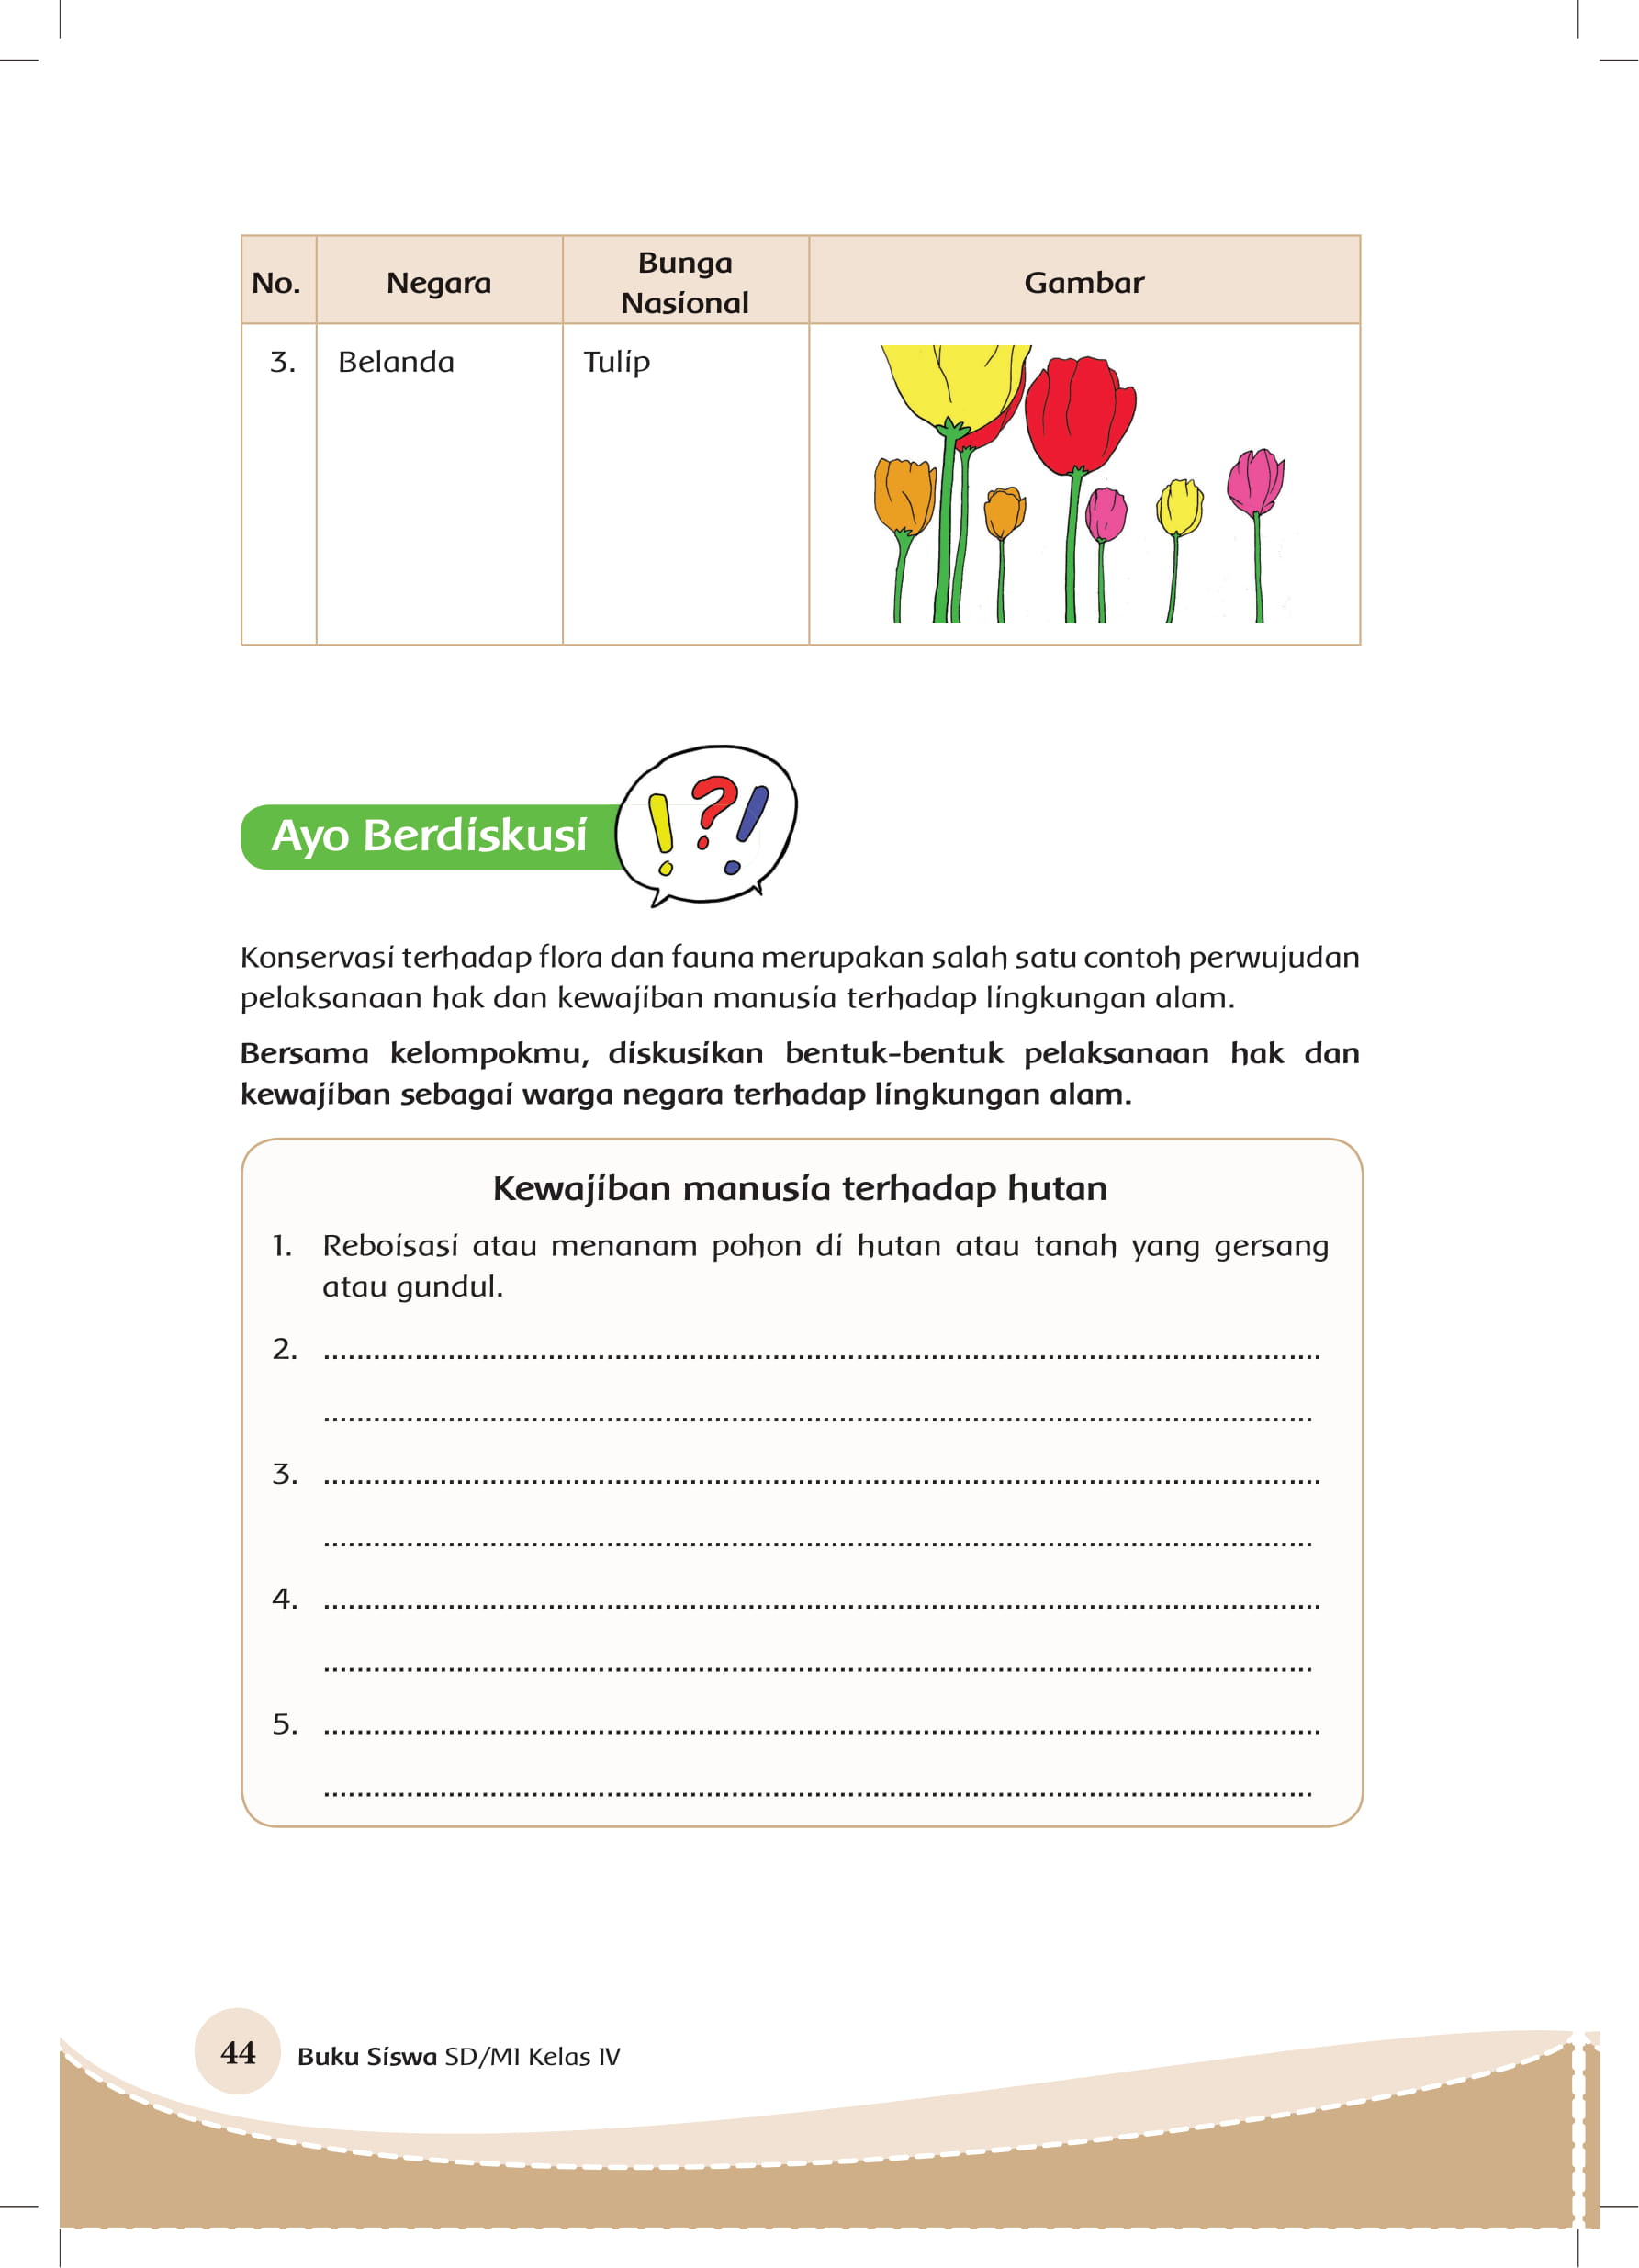 No.
Negara
Bunga
Nasional
Gambar
3.
Belanda
Tulip
Ayo Berdiskusi
Konservasi terhadap flora dan fauna merupakan salah satu contoh perwujudan
pelaksanaan hak dan kewajiban manusia terhadap lingkungan alam.
Bersama kelompokmu, diskusikan bentuk-bentuk pelaksanaan hak dan
kewajiban sebagai warga negara terhadap lingkungan alam.
Kewajiban manusia terhadap hutan
1. Reboisasi atau menanam pohon di hutan atau tanah yang gersang
atau gundul.
2. ........................................................................
........................................................................
3. ........................................................................
........................................................................
4. ........................................................................
........................................................................
5. ........................................................................
........................................................................
44 Buku Siswa SD/MI Kelas IV